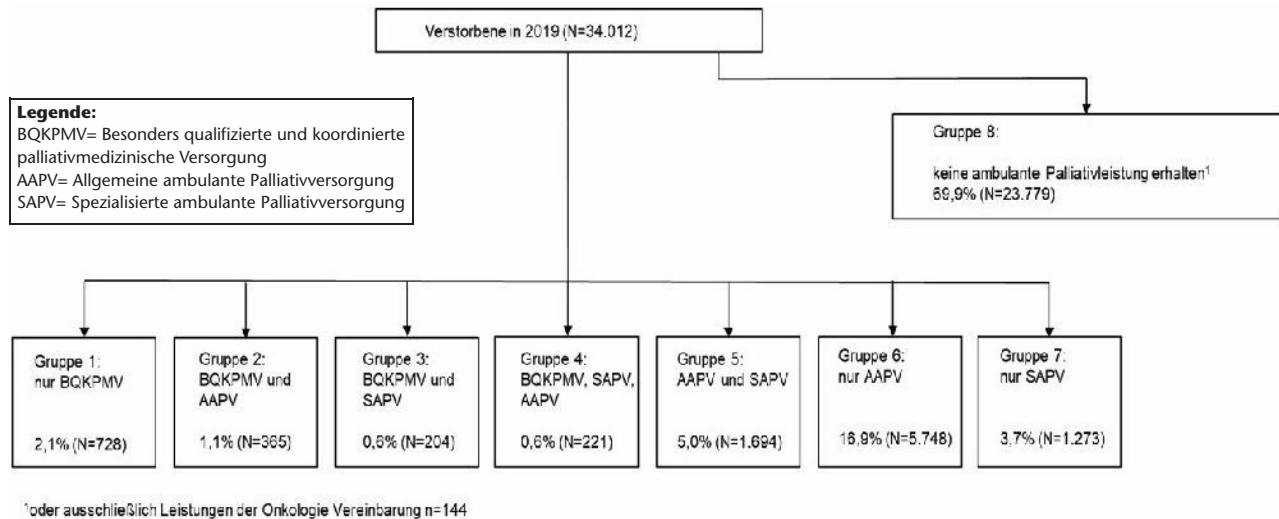 Verstorbene in 2019 (N=34.012)
Legende:
BQKPMV= Besonders qualifizierte und koordinierte
palliativmedizinische Versorgung
AAPV= Allgemeine ambulante Palliativversorgung
SAPV= Spezialisierte ambulante Palliativversorgung
Gruppe 8:
keine ambulante Palliativleistung erhalten¹
69,9% (N=23.779)
Gruppe 1:
nur BQKPMV
2,1% (N=728)
Gruppe 2:
BQKPMV und
AAPV
1,1% (N=365)
Gruppe 3:
BQKPMV und
SAPV
0,6% (N=204)
Gruppe 4:
BQKPMV, SAPV,
AAPV
0,6% (N=221)
Gruppe 5:
AAPV und SAPV
5,0% (N=1.694)
Gruppe 6:
nur AAPV
16,9% (N=5.748)
Gruppe 7:
nur SAPV
3,7% (N=1.273)
¹oder ausschließlich Leistungen der Onkologie Vereinbarung n=144